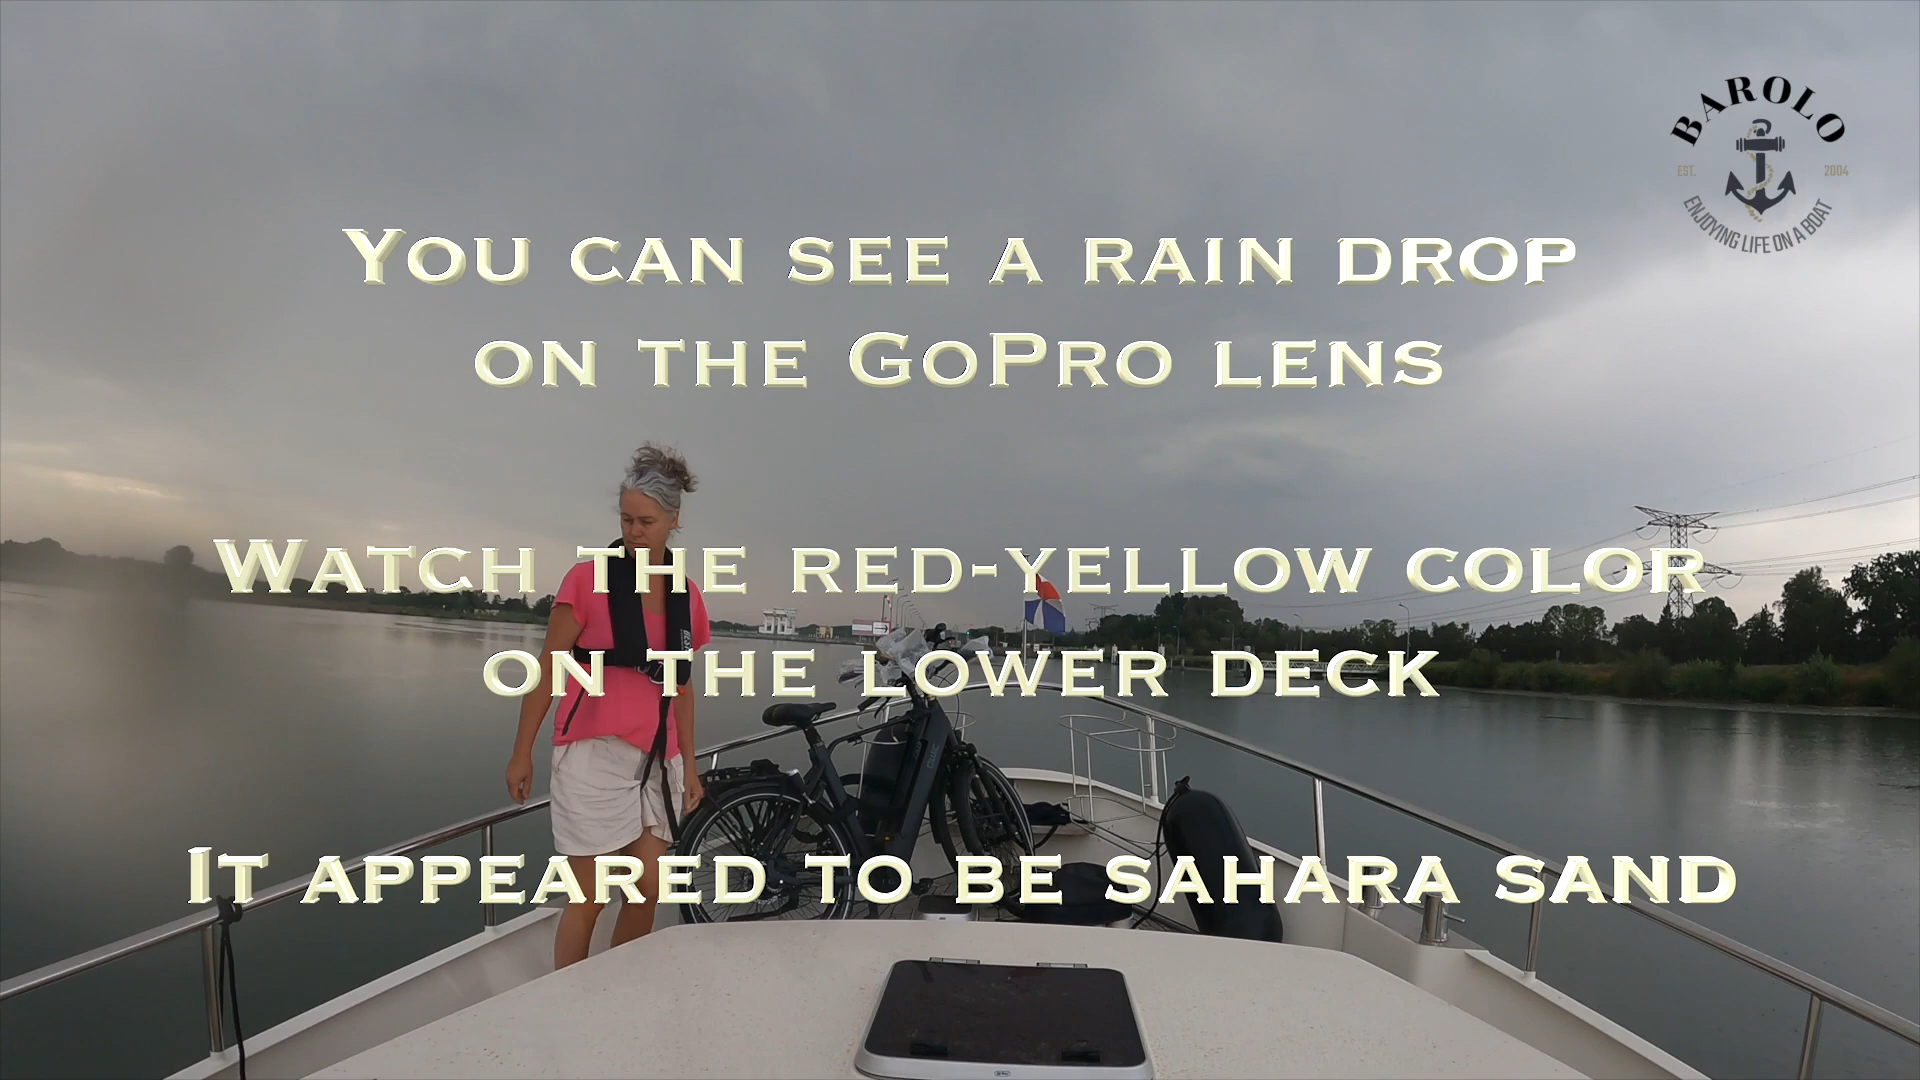 BAROLO
EST. 2004
ENJOYING LIFE ON A BOAT
You can see a rain drop
on the GoPro lens
Watch the red-yellow color
on the lower deck
It appeared to be sahara sand